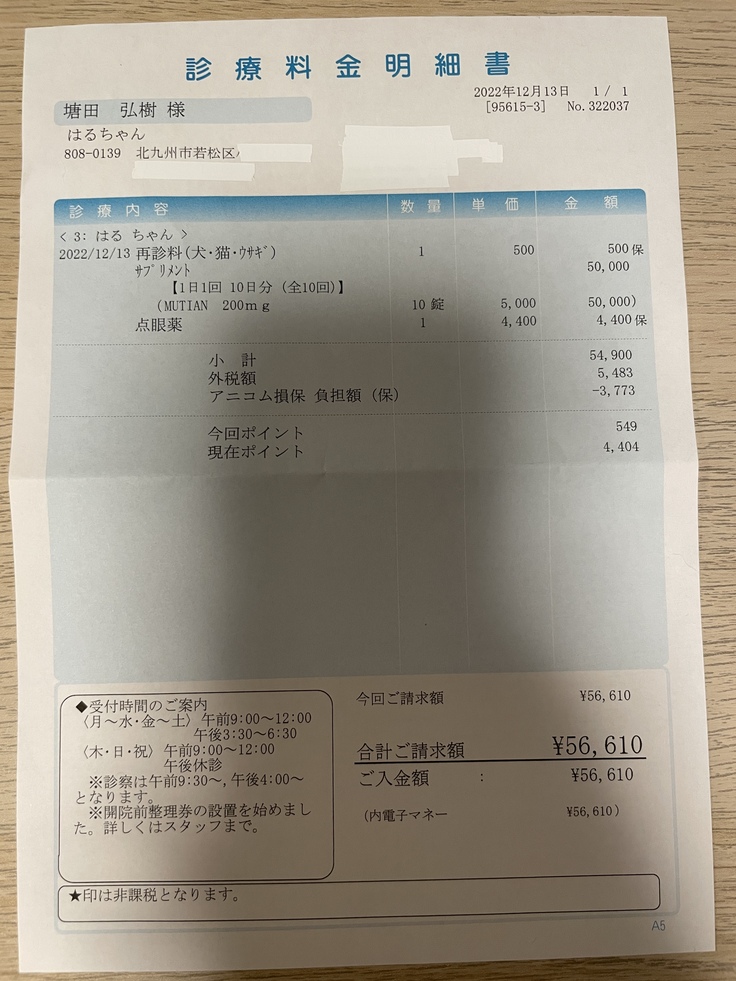 診療料金明細書
2022年12月13日 1 / 1
塘田 弘樹 様
[95615-3] No. 322037
はるちゃん
808-0139 北九州市若松区
診療内容 数量 単価 金額
< 3: はる ちゃん >
2022/12/13 再診料(犬・猫・ウサギ) 1 500 500 保
サプリメント 50,000
【1日1回 10日分 (全10回)】
(MUTIAN 200mg 10 錠 5,000 50,000)
点眼薬 1 4,400 4,400 保
小 計 54,900
外税額 5,483
アニコム損保 負担額 (保) -3,773
今回ポイント 549
現在ポイント 4,404
◆受付時間のご案内
〈月~水・金~土〉午前9:00~12:00
午後3:30~6:30
〈木・日・祝〉午前9:00~12:00
午後休診
※診察は午前9:30~,午後4:00~
となります。
※開院前整理券の設置を始めまし
た。詳しくはスタッフまで。
今回ご請求額 ¥56,610
合計ご請求額 ¥56,610
ご入金額 : ¥56,610
(内電子マネー ¥56,610)
★印は非課税となります。
A5